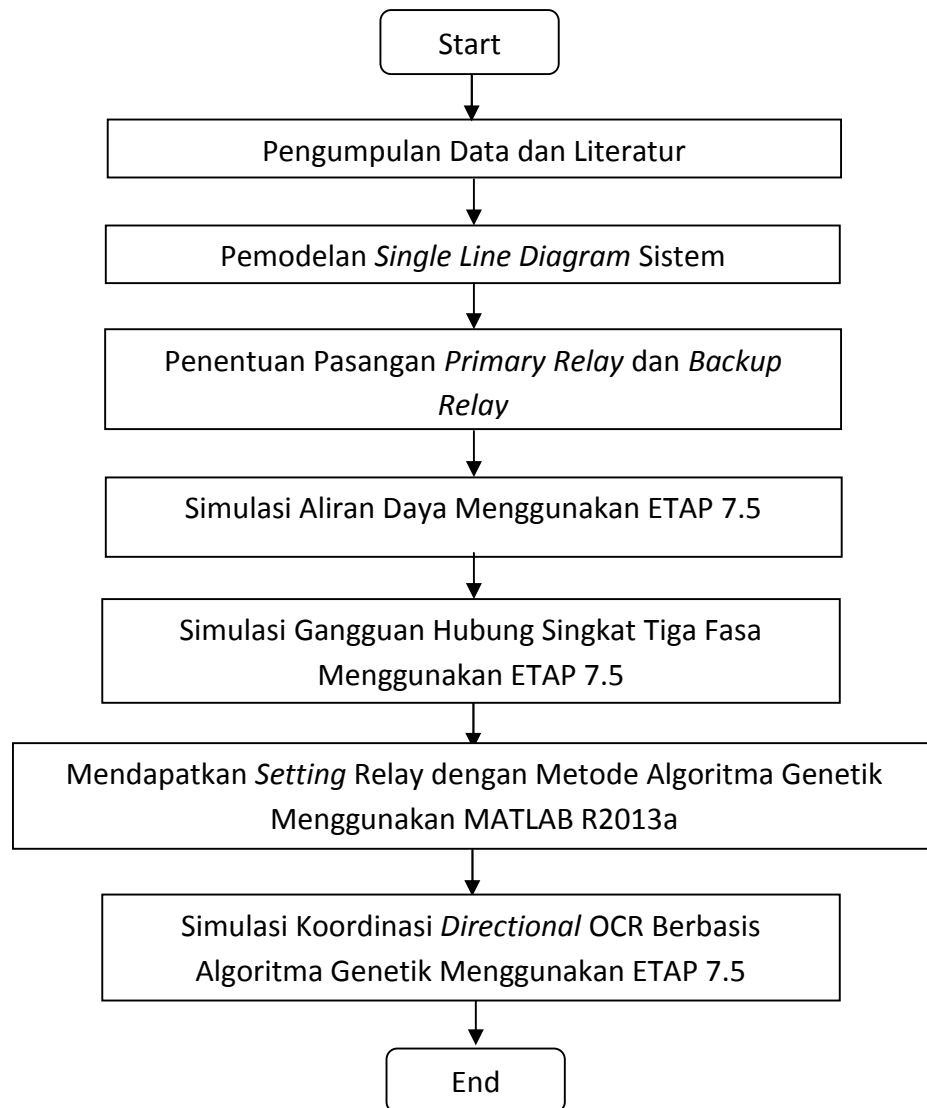 Start
Pengumpulan Data dan Literatur
Pemodelan Single Line Diagram Sistem
Penentuan Pasangan Primary Relay dan Backup
Relay
Simulasi Aliran Daya Menggunakan ETAP 7.5
Simulasi Gangguan Hubung Singkat Tiga Fasa
Menggunakan ETAP 7.5
Mendapatkan Setting Relay dengan Metode Algoritma Genetik
Menggunakan MATLAB R2013a
Simulasi Koordinasi Directional OCR Berbasis
Algoritma Genetik Menggunakan ETAP 7.5
End